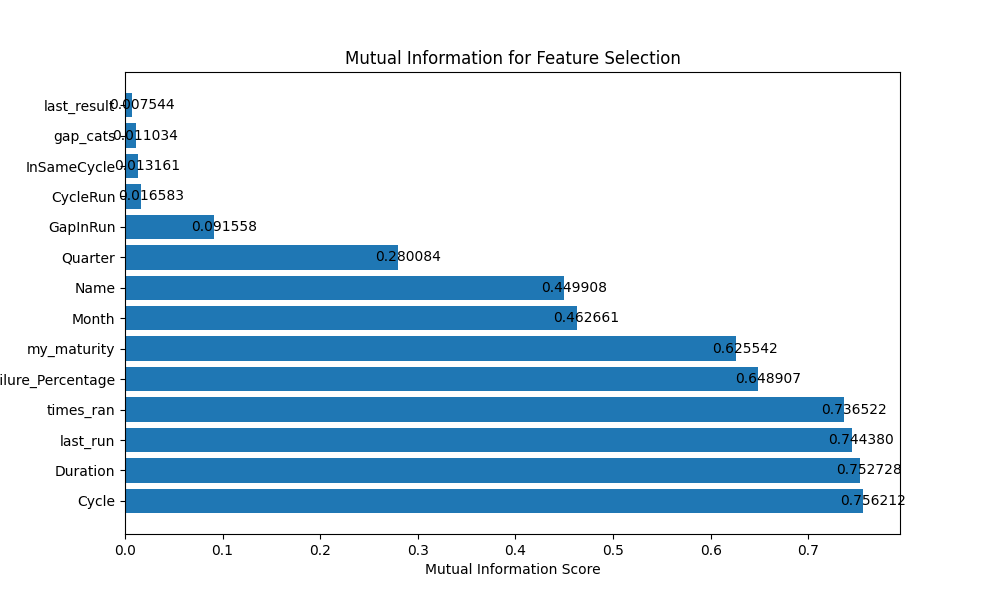 Mutual Information for Feature Selection
last_result 0.007544
gap_cats 0.011034
InSameCycle 0.013161
CycleRun 0.016583
GapInRun 0.091558
Quarter 0.280084
Name 0.449908
Month 0.462661
my_maturity 0.625542
ilure_Percentage 0.648907
times_ran 0.736522
last_run 0.744380
Duration 0.752728
Cycle 0.756212
0.0 0.1 0.2 0.3 0.4 0.5 0.6 0.7
Mutual Information Score